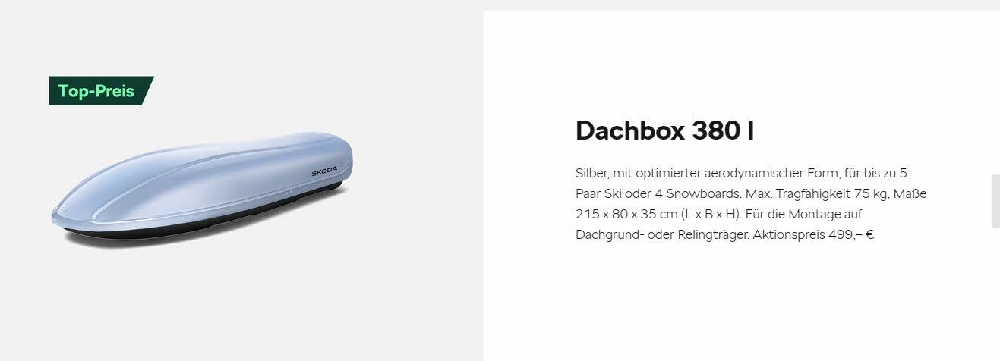 Top-Preis
SKODA
Dachbox 380 l
Silber, mit optimierter aerodynamischer Form, für bis zu 5
Paar Ski oder 4 Snowboards. Max. Tragfähigkeit 75 kg, Maße
215 x 80 x 35 cm (L x B x H). Für die Montage auf
Dachgrund- oder Relingträger. Aktionspreis 499,– €